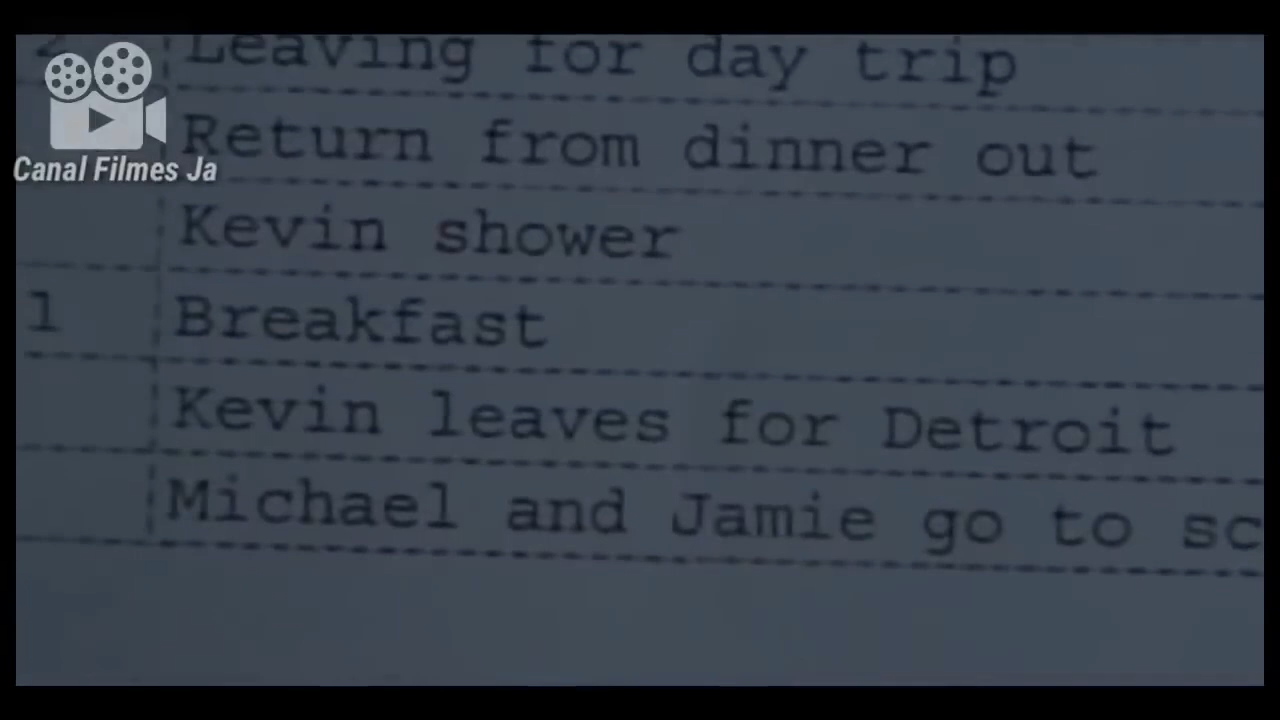 Leaving for day trip
Canal Filmes Ja
Return from dinner out
Kevin shower
1 Breakfast
Kevin leaves for Detroit
Michael and Jamie go to sc